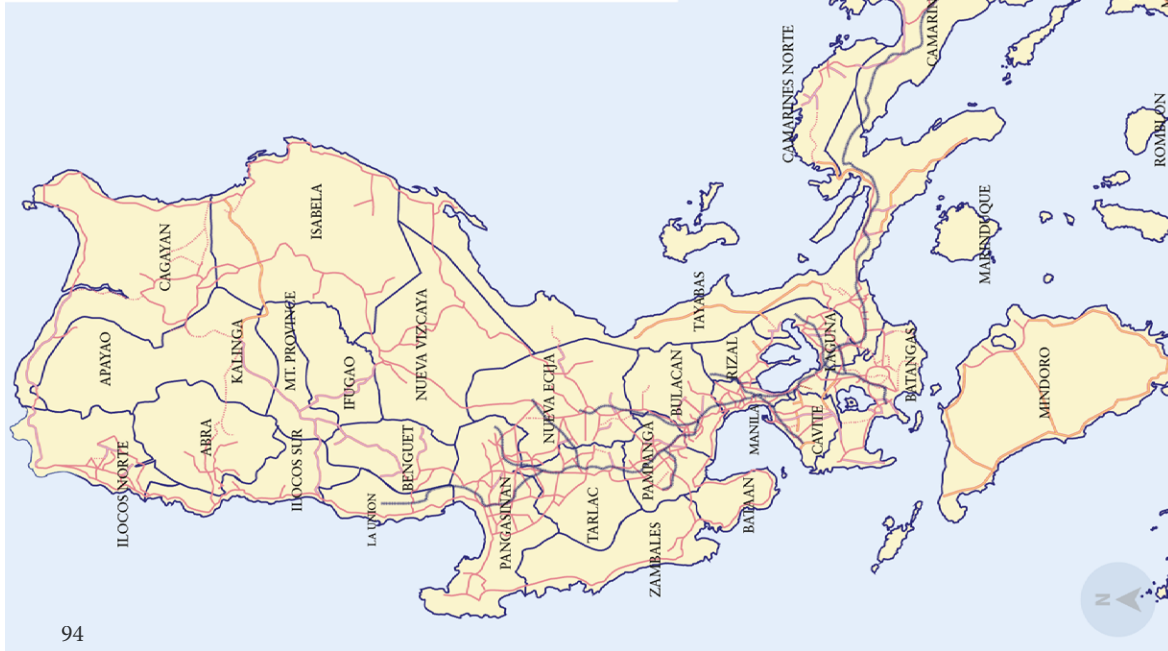 CAMARINES NORTE
CAMARIN
ROMBLON
MARINDUQUE
ISABELA
CAGAYAN
TAYABAS
APAYAO
KALINGA
MT. PROVINCE
IFUGAO
NUEVA VIZCAYA
NUEVA ECIJA
BULACAN
RIZAL
LAGUNA
BATANGAS
MINDORO
ABRA
ILOCOS NORTE
ILOCOS SUR
BENGUET
LA UNION
PANGASINAN
TARLAC
PAMPANGA
MANILA
CAVITE
BATAAN
ZAMBALES
N
94